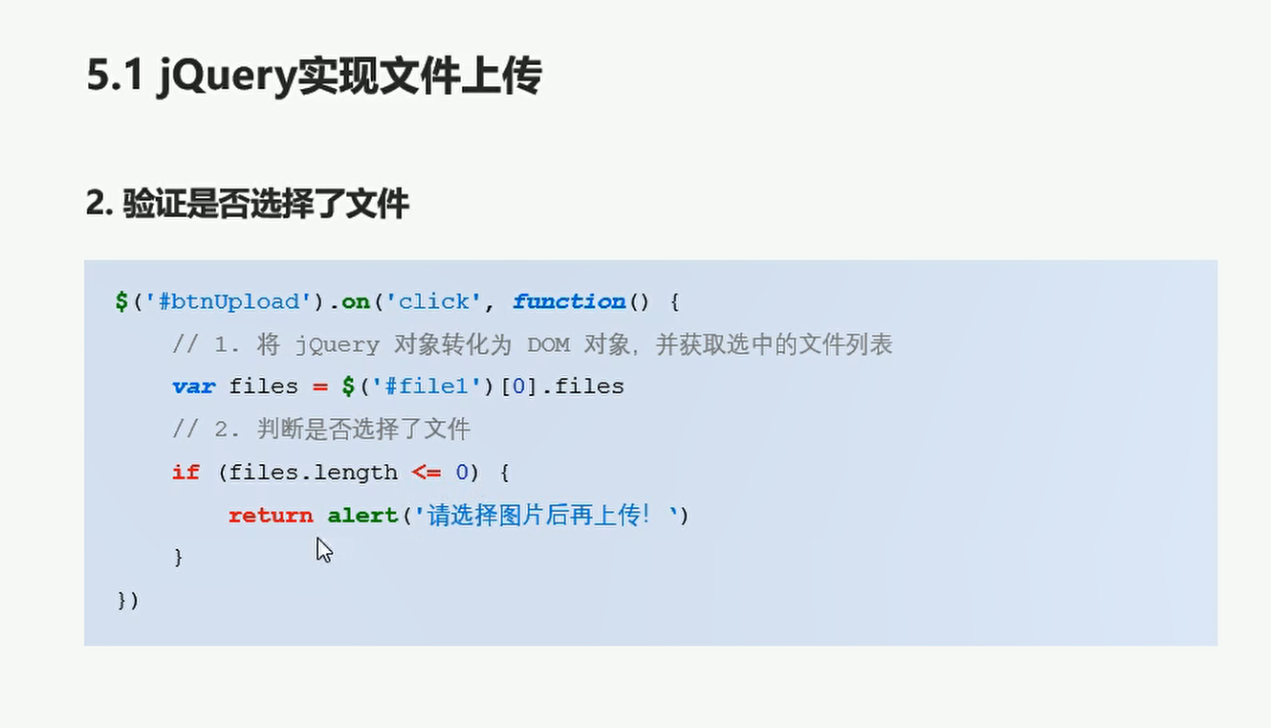 5.1 jQuery实现文件上传
2. 验证是否选择了文件
$('#btnUpload').on('click', function() {
// 1. 将 jQuery 对象转化为 DOM 对象，并获取选中的文件列表
var files = $('#file1')[0].files
// 2. 判断是否选择了文件
if (files.length <= 0) {
return alert('请选择图片后再上传！‘)
}
})